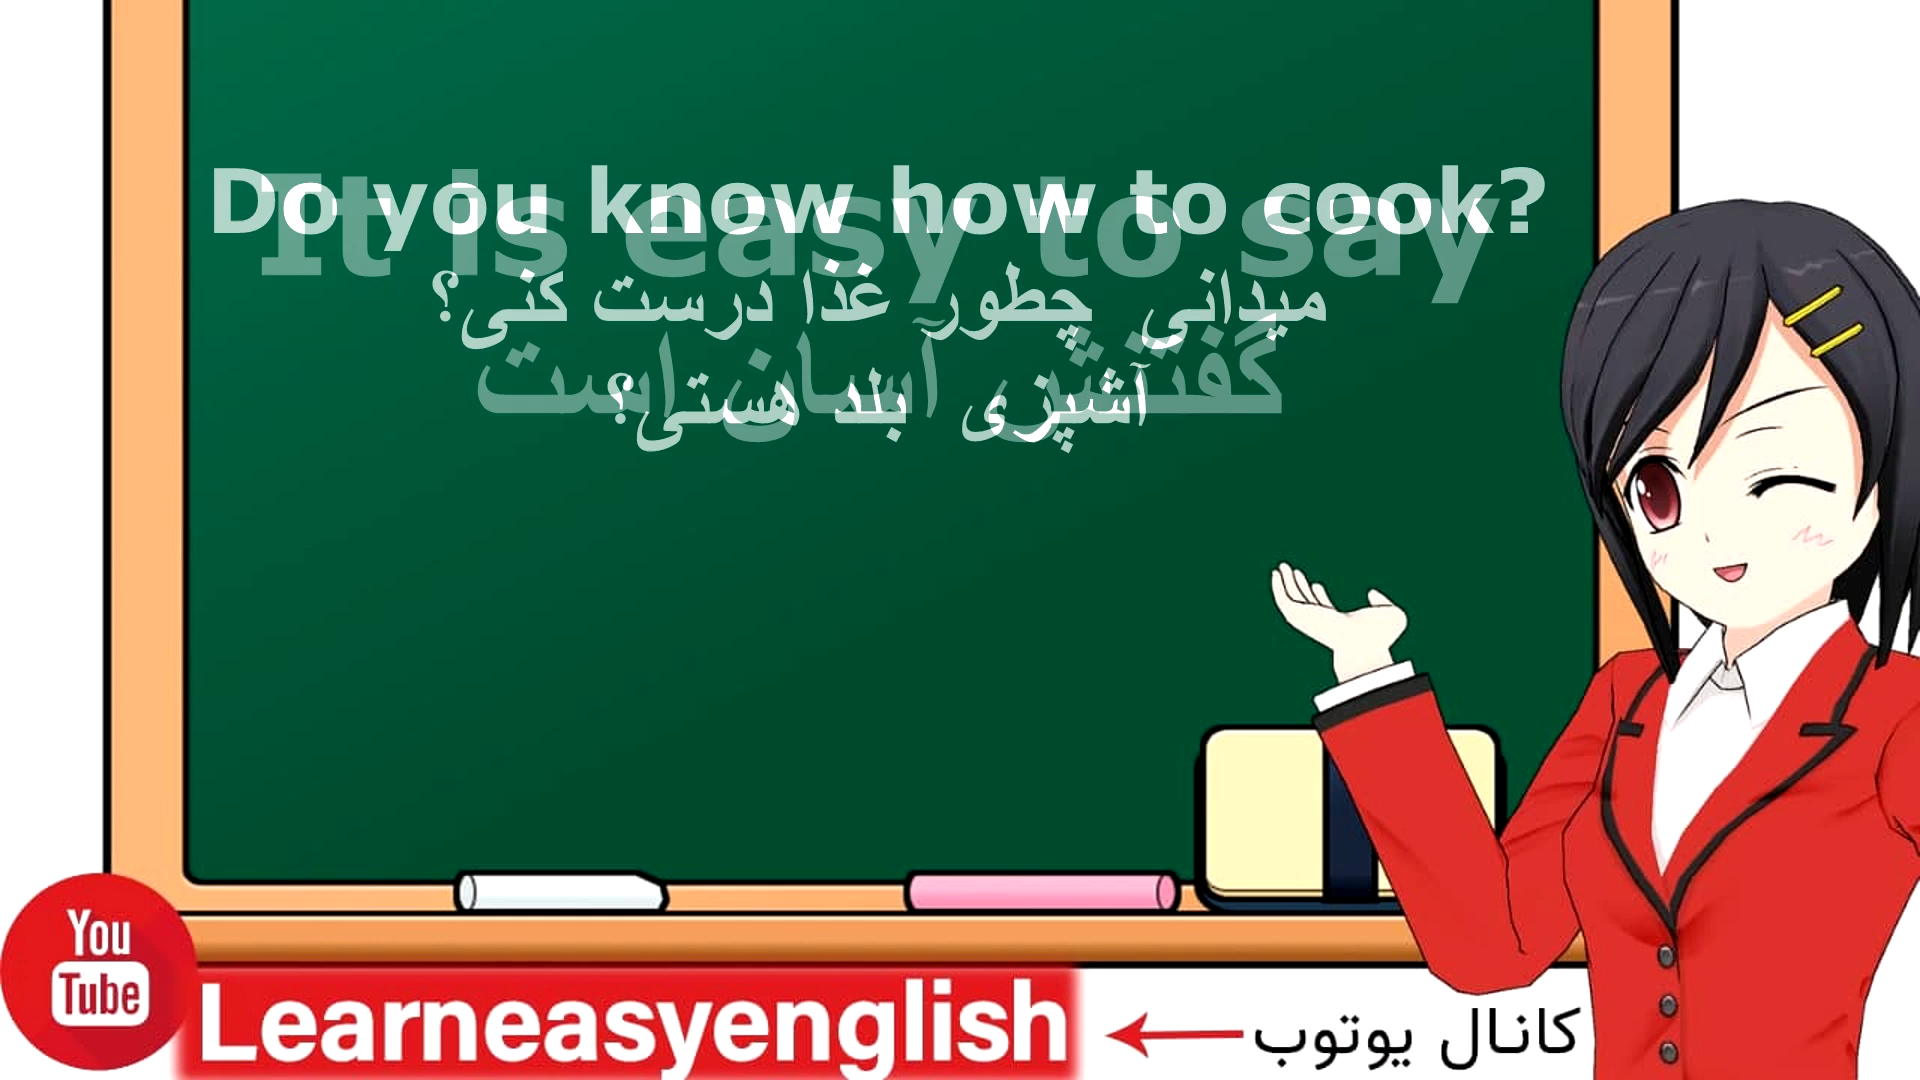 Do you know how to cook?
It is easy to say
میدانی چطور غذا درست کنی؟
گفتنش آسان است
آشپزی بلد هستی؟
You
Tube
Learneasyenglish
کانال یوتوب